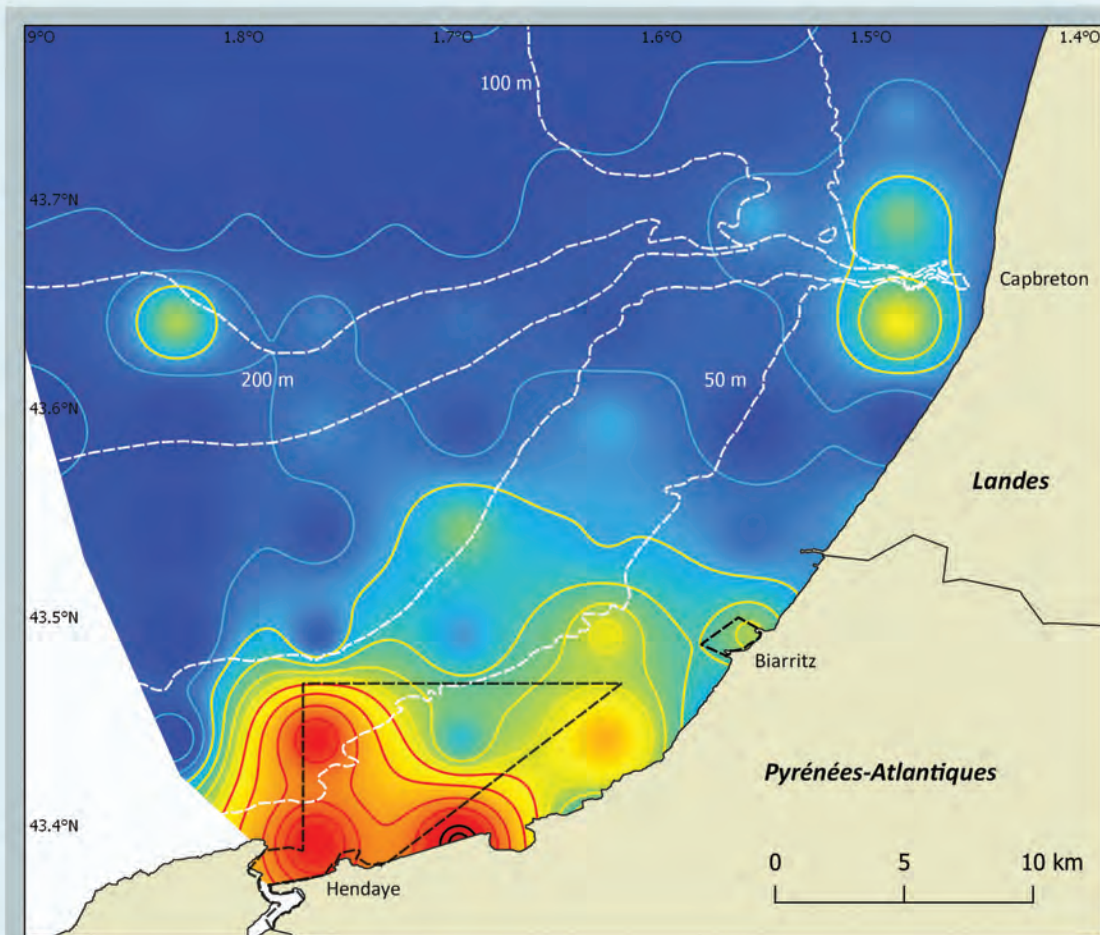 9°O
1.8°O
1.7°O
1.6°O
1.5°O
1.4°O
100 m
43.7°N
Capbreton
200 m
50 m
43.6°N
Landes
43.5°N
Biarritz
Pyrénées-Atlantiques
43.4°N
0 5 10 km
Hendaye